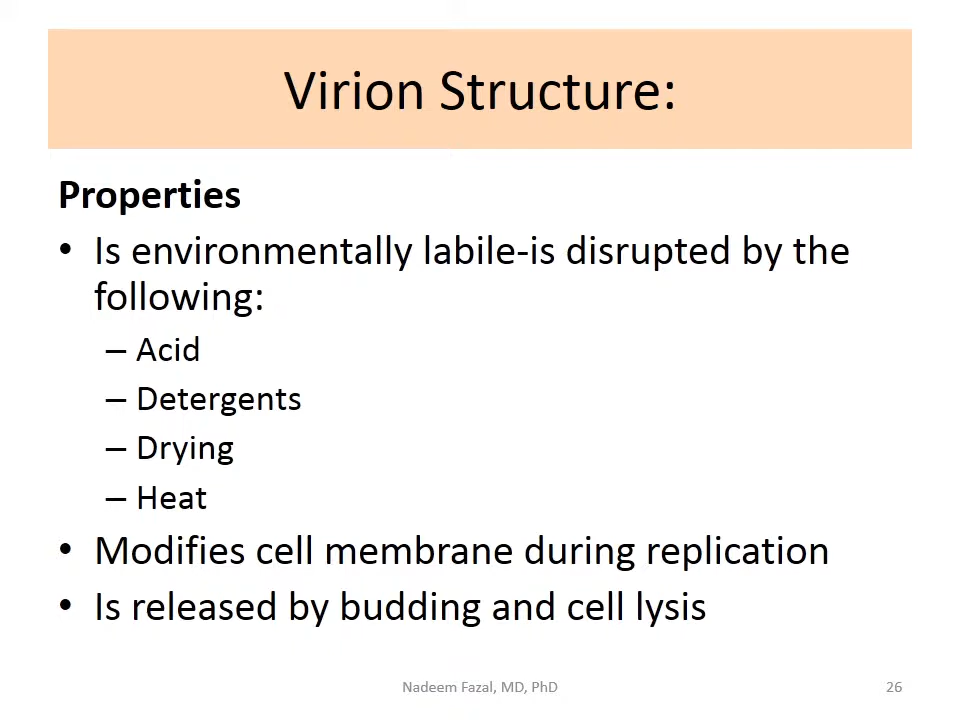 Virion Structure:
Properties
• Is environmentally labile-is disrupted by the
following:
– Acid
– Detergents
– Drying
– Heat
• Modifies cell membrane during replication
• Is released by budding and cell lysis
Nadeem Fazal, MD, PhD
26